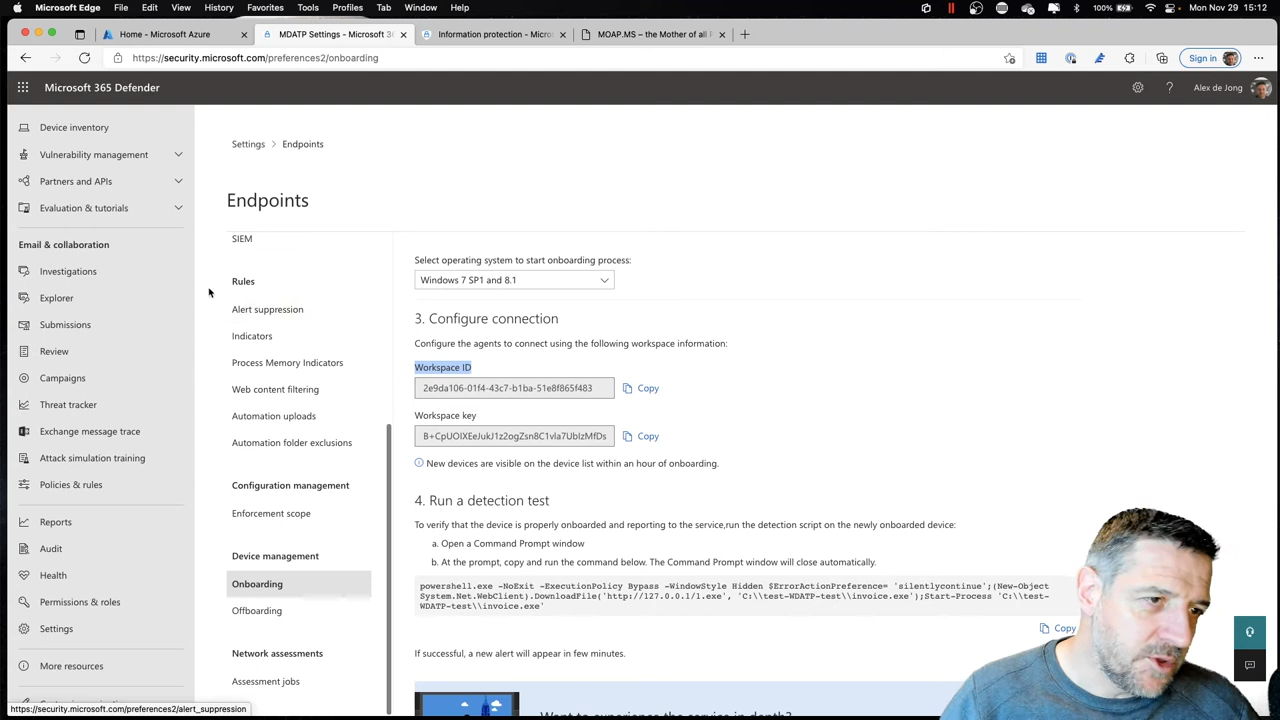 Microsoft Edge File Edit View History Favorites Tools Profiles Tab Window Help Mon Nov 29 15:12
Home - Microsoft Azure
MDATP Settings - Microsoft 36
Information protection - Micros
MOAP.MS – the Mother of all P
https://security.microsoft.com/preferences2/onboarding
Sign in
Microsoft 365 Defender
Alex de Jong
Device inventory
Vulnerability management
Partners and APIs
Evaluation & tutorials
Email & collaboration
Investigations
Explorer
Submissions
Review
Campaigns
Threat tracker
Exchange message trace
Attack simulation training
Policies & rules
Reports
Audit
Health
Permissions & roles
Settings
More resources
https://security.microsoft.com/preferences2/alert_suppression
Settings > Endpoints
Endpoints
SIEM
Rules
Alert suppression
Indicators
Process Memory Indicators
Web content filtering
Automation uploads
Automation folder exclusions
Configuration management
Enforcement scope
Device management
Onboarding
Offboarding
Network assessments
Assessment jobs
Select operating system to start onboarding process:
Windows 7 SP1 and 8.1
3. Configure connection
Configure the agents to connect using the following workspace information:
Workspace ID
2e9da106-01f4-43c7-b1ba-51e8f865f483
Copy
Workspace key
B+CpUOIXEeJukJ1z2ogZsn8C1vla7UbIzMfDs
Copy
New devices are visible on the device list within an hour of onboarding.
4. Run a detection test
To verify that the device is properly onboarded and reporting to the service,run the detection script on the newly onboarded device:
a. Open a Command Prompt window
b. At the prompt, copy and run the command below. The Command Prompt window will close automatically.
powershell.exe -NoExit -ExecutionPolicy Bypass -WindowStyle Hidden $ErrorActionPreference= 'silentlycontinue';(New-Object
System.Net.WebClient).DownloadFile('http://127.0.0.1/1.exe', 'C:\\test-WDATP-test\\invoice.exe');Start-Process 'C:\\test-
WDATP-test\\invoice.exe'
Copy
If successful, a new alert will appear in few minutes.
Want to experience the service in depth?